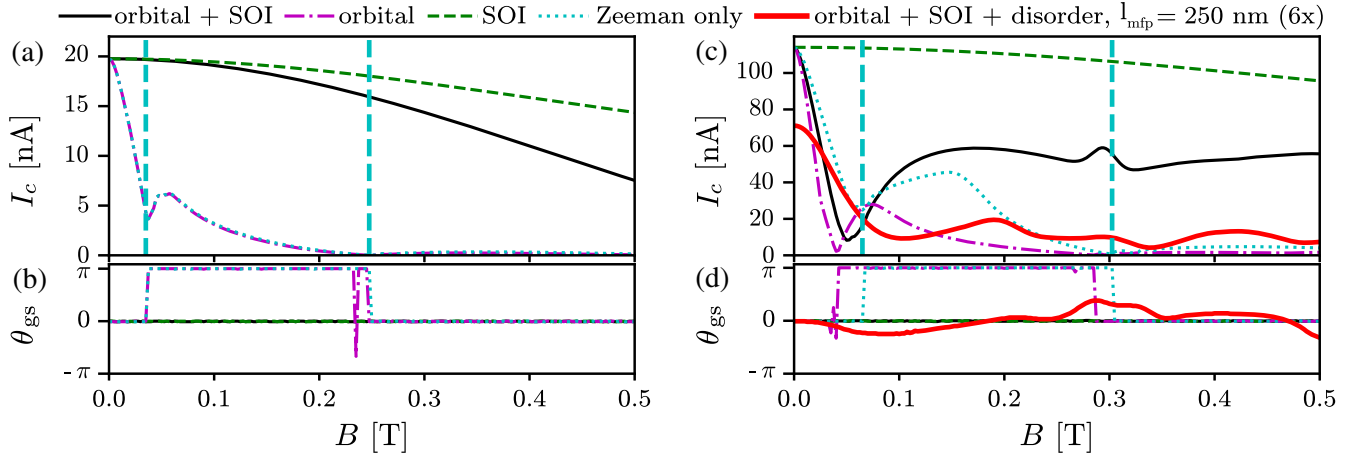 orbital + SOI orbital SOI Zeeman only orbital + SOI + disorder, l_mfp = 250 nm (6x)
(a)
20
15
10
5
0
I_c [nA]
(b)
π
0
-π
θ_gs
0.0 0.1 0.2 0.3 0.4 0.5
B [T]
(c)
100
80
60
40
20
0
I_c [nA]
(d)
π
0
-π
θ_gs
0.0 0.1 0.2 0.3 0.4 0.5
B [T]